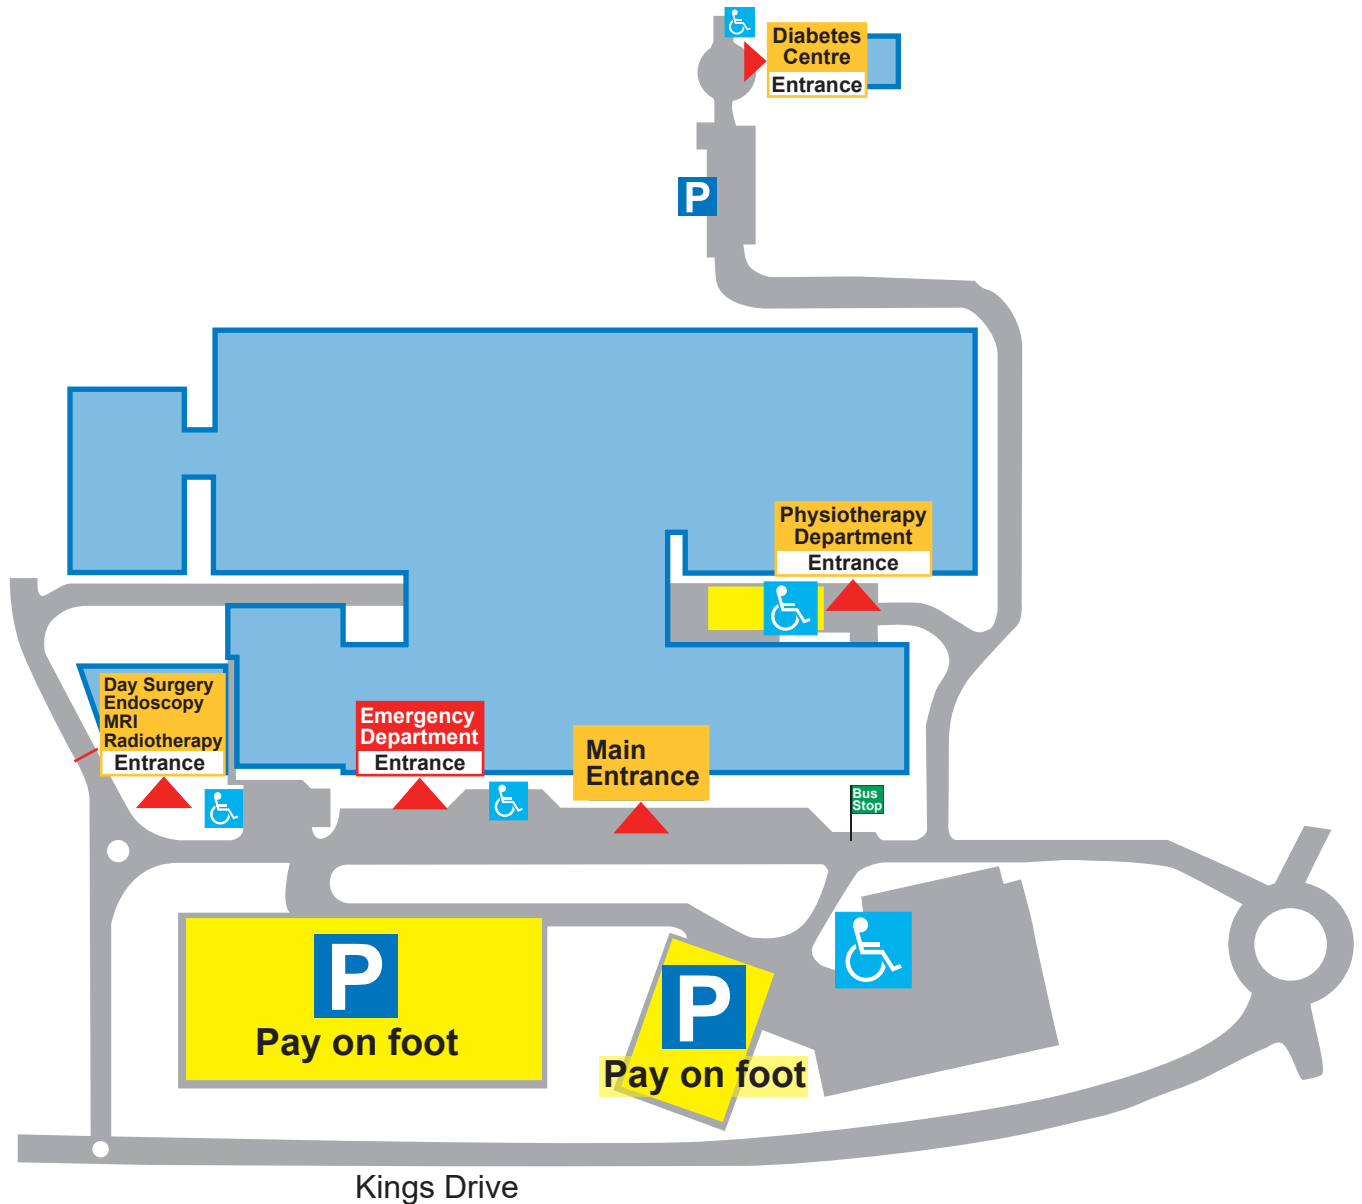 Diabetes
Centre
Entrance
P
Physiotherapy
Department
Entrance
Day Surgery
Endoscopy
MRI
Radiotherapy
Entrance
Emergency
Department
Entrance
Main
Entrance
Bus
Stop
P
Pay on foot
P
Pay on foot
Kings Drive